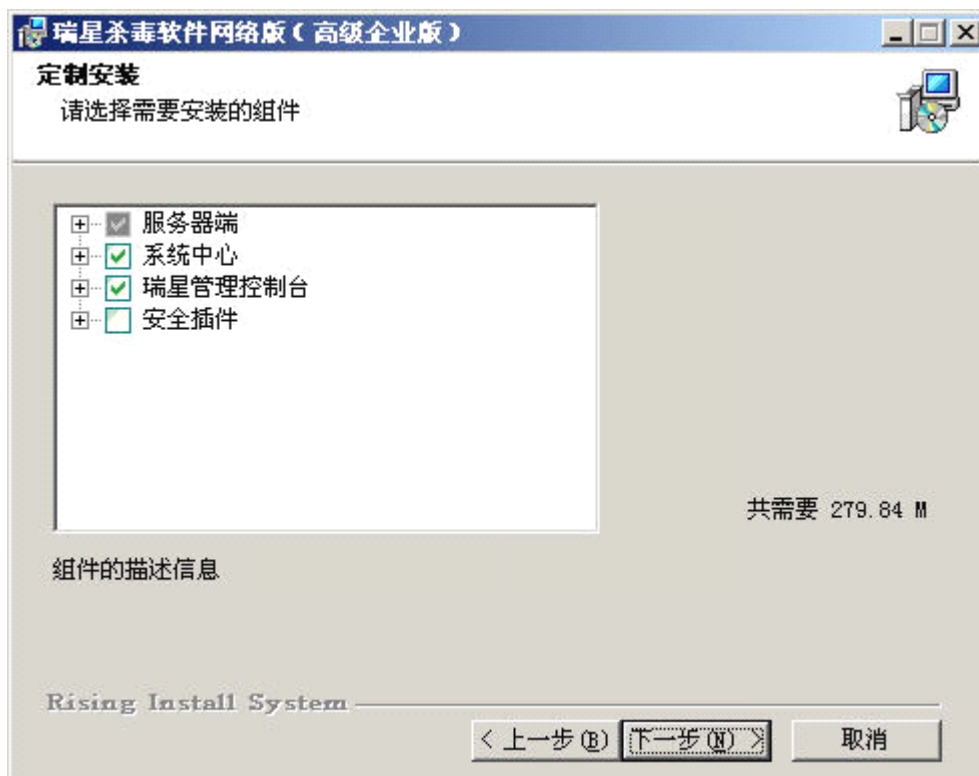 瑞星杀毒软件网络版(高级企业版)
定制安装
请选择需要安装的组件
服务器端
系统中心
瑞星管理控制台
安全插件
共需要 279.84 M
组件的描述信息
Rising Install System
< 上一步(B) 下一步(N) > 取消